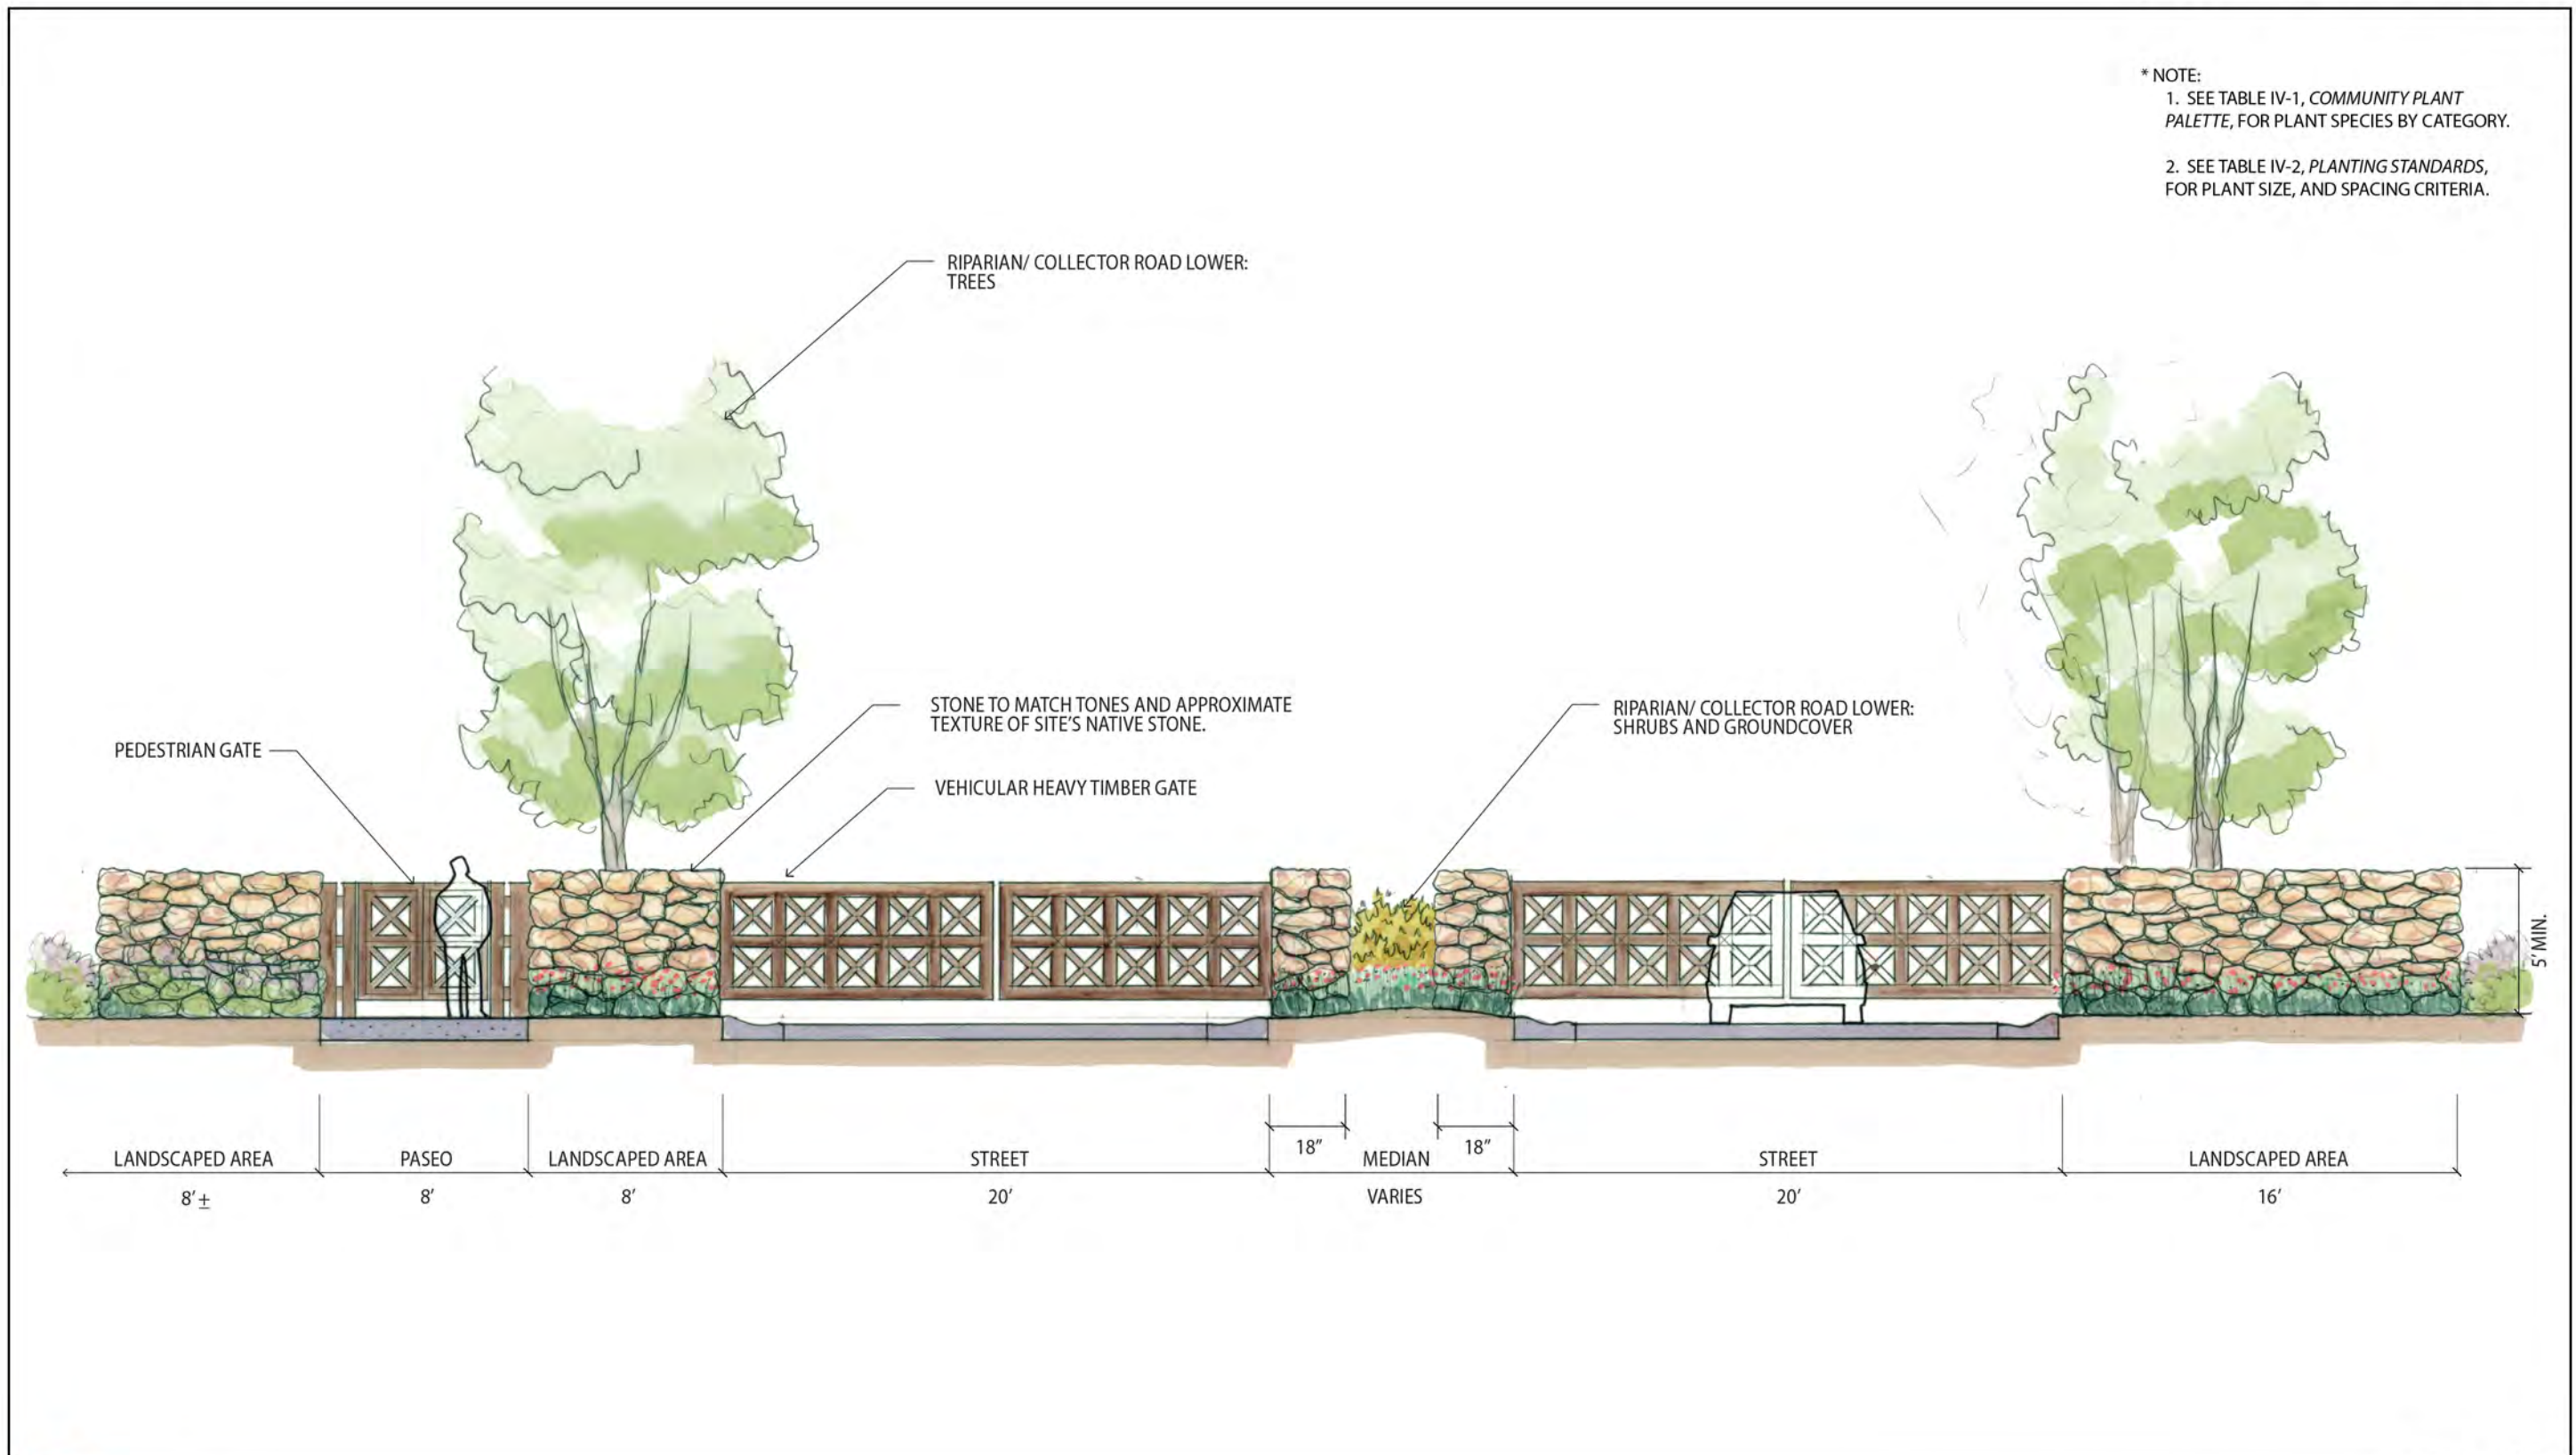 * NOTE:
1. SEE TABLE IV-1, COMMUNITY PLANT
PALETTE, FOR PLANT SPECIES BY CATEGORY.
2. SEE TABLE IV-2, PLANTING STANDARDS,
FOR PLANT SIZE, AND SPACING CRITERIA.
RIPARIAN/ COLLECTOR ROAD LOWER:
TREES
STONE TO MATCH TONES AND APPROXIMATE
TEXTURE OF SITE'S NATIVE STONE.
RIPARIAN/ COLLECTOR ROAD LOWER:
SHRUBS AND GROUNDCOVER
PEDESTRIAN GATE
VEHICULAR HEAVY TIMBER GATE
5' MIN.
18" 18"
LANDSCAPED AREA PASEO LANDSCAPED AREA STREET MEDIAN STREET LANDSCAPED AREA
8' ± 8' 8' 20' VARIES 20' 16'